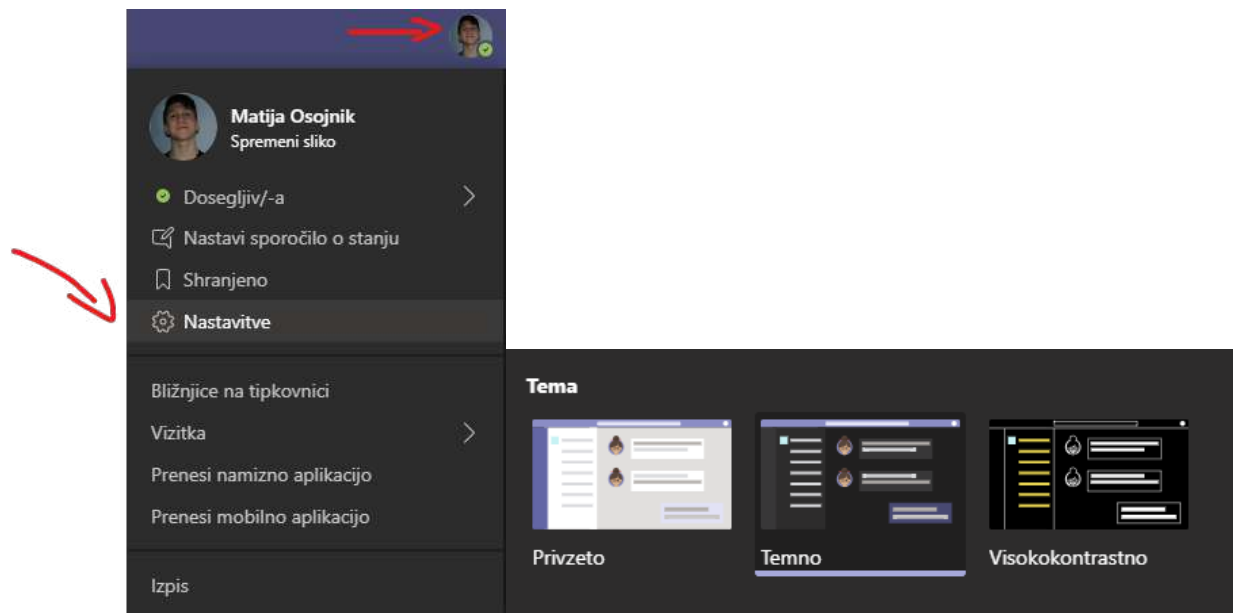 Matija Osojnik
Spremeni sliko
Dosegljiv/-a
Nastavi sporočilo o stanju
Shranjeno
Nastavitve
Bližnjice na tipkovnici
Vizitka
Prenesi namizno aplikacijo
Prenesi mobilno aplikacijo
Izpis
Tema
Privzeto
Temno
Visokokontrastno